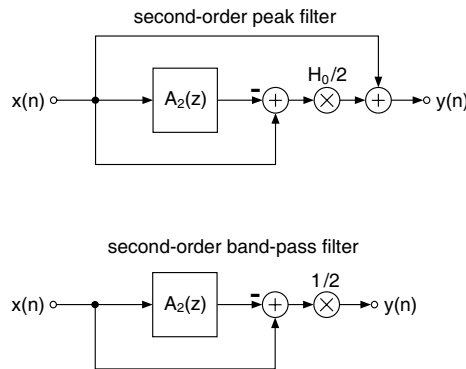 second-order peak filter
H₀/2
x(n) A₂(z) - + × + y(n)
second-order band-pass filter
1/2
x(n) A₂(z) - + × y(n)